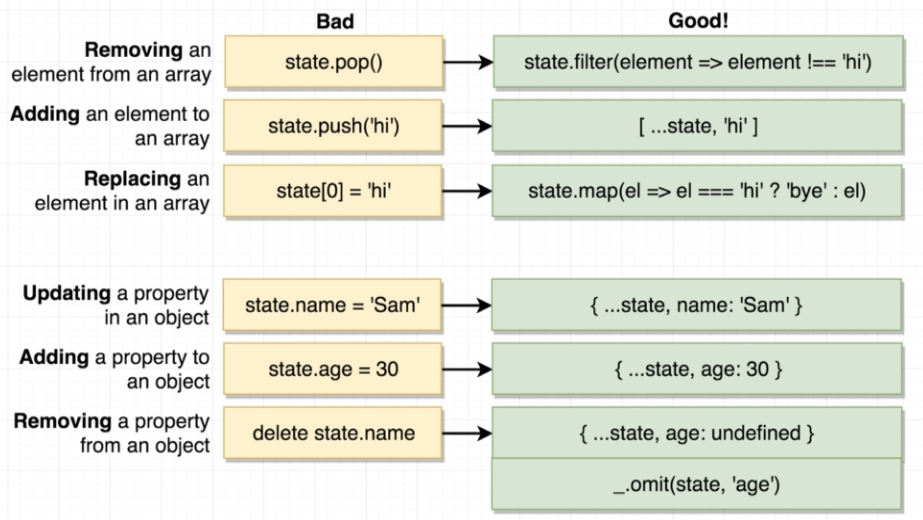 Bad
Good!
Removing an
element from an array
state.pop()
state.filter(element => element !== 'hi')
Adding an element to
an array
state.push('hi')
[ ...state, 'hi' ]
Replacing an
element in an array
state[0] = 'hi'
state.map(el => el === 'hi' ? 'bye' : el)
Updating a property
in an object
state.name = 'Sam'
{ ...state, name: 'Sam' }
Adding a property to
an object
state.age = 30
{ ...state, age: 30 }
Removing a property
from an object
delete state.name
{ ...state, age: undefined }
_.omit(state, 'age')